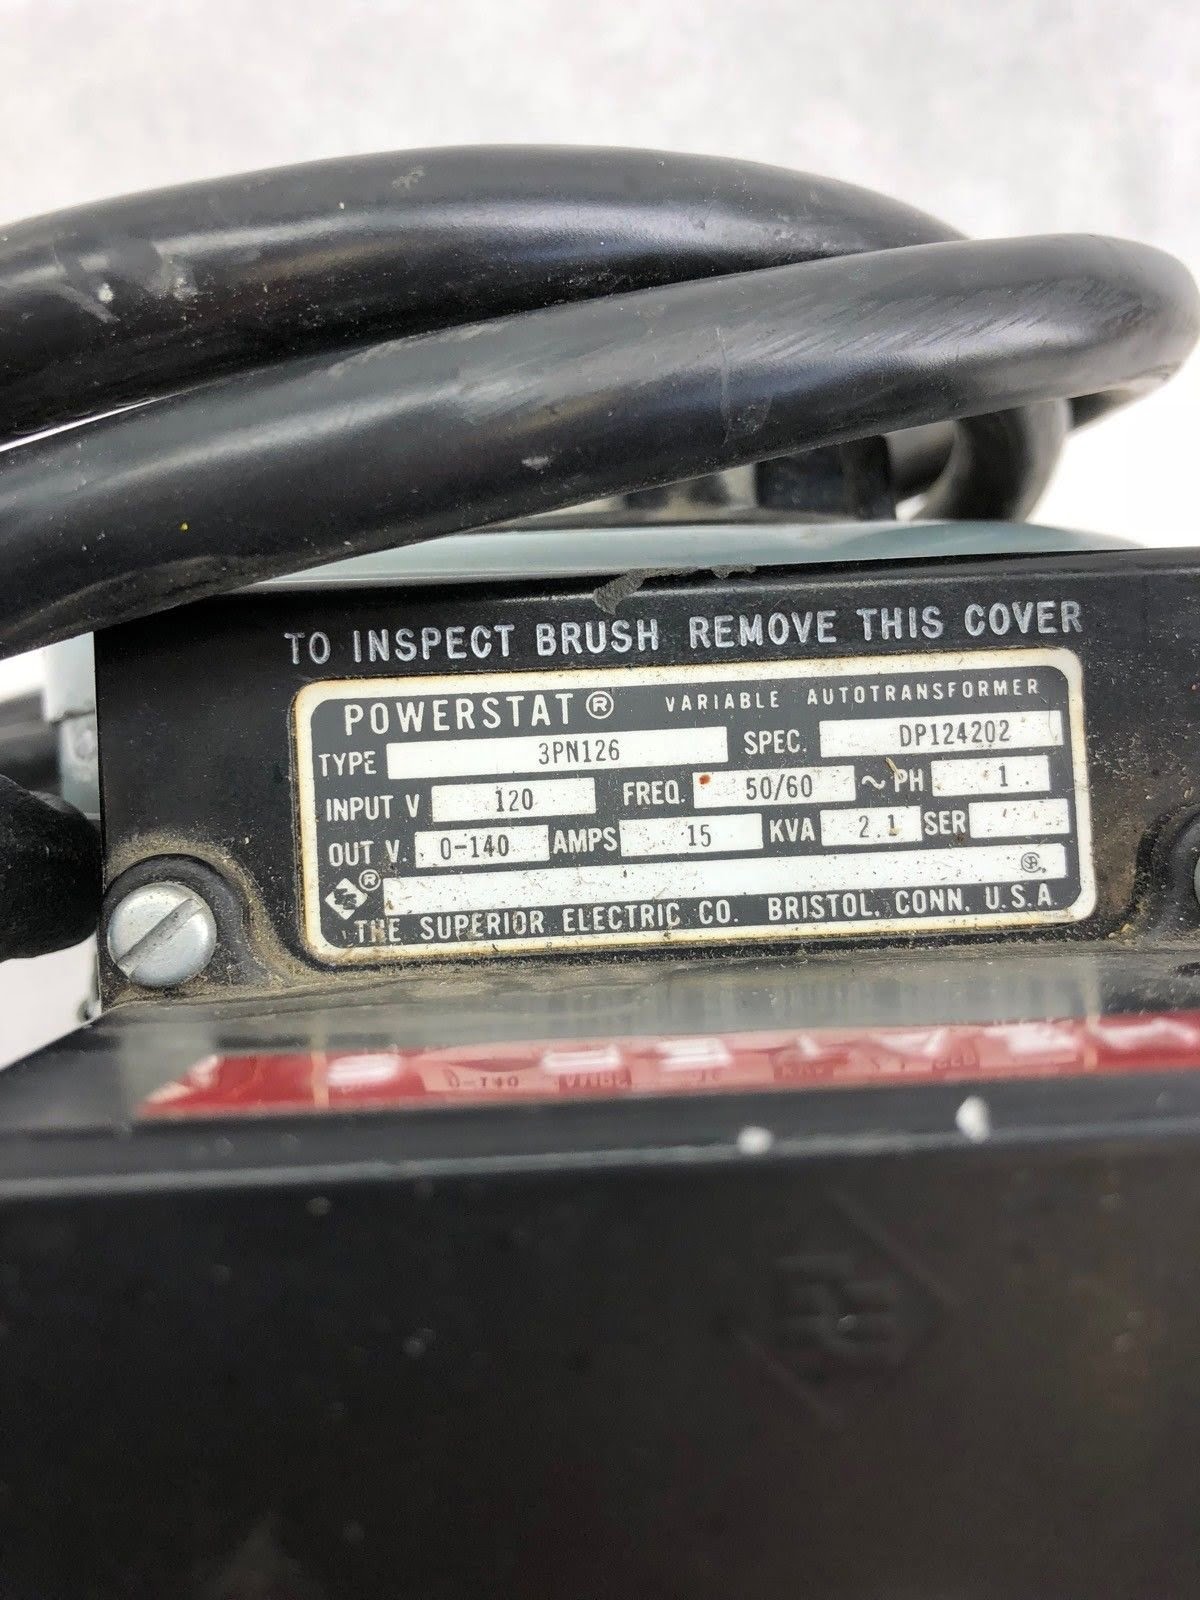 TO INSPECT BRUSH REMOVE THIS COVER
POWERSTAT® VARIABLE AUTOTRANSFORMER
TYPE 3PN126 SPEC. DP124202
INPUT V 120 FREQ. 50/60 ~ PH 1
OUT V. 0-140 AMPS 15 KVA 2.1 SER
®
THE SUPERIOR ELECTRIC CO. BRISTOL, CONN. U.S.A.